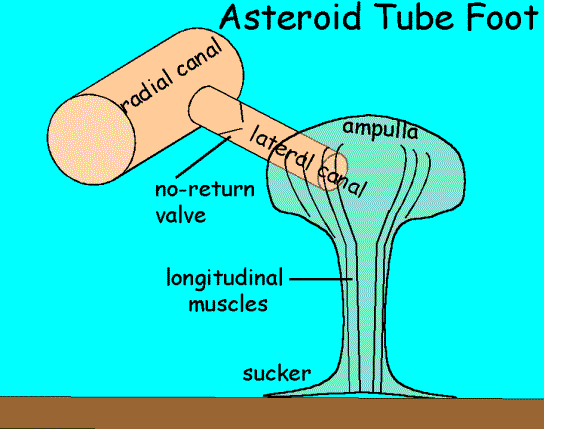 Asteroid Tube Foot
radial canal
ampulla
lateral canal
no-return
valve
longitudinal
muscles
sucker